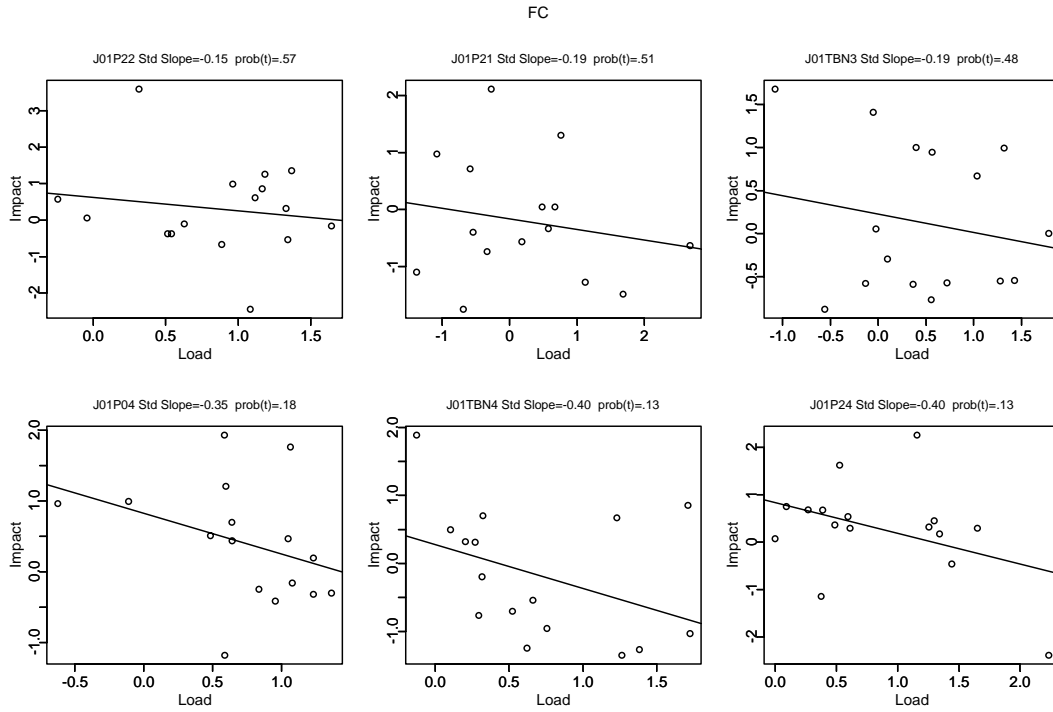 FC
J01P22 Std Slope=-0.15 prob(t)=.57
Impact
3
2
1
0
-1
-2
0.0 0.5 1.0 1.5
Load
J01P21 Std Slope=-0.19 prob(t)=.51
Impact
2
1
0
-1
-1 0 1 2
Load
J01TBN3 Std Slope=-0.19 prob(t)=.48
Impact
1.5
1.0
0.5
0.0
-0.5
-1.0 -0.5 0.0 0.5 1.0 1.5
Load
J01P04 Std Slope=-0.35 prob(t)=.18
Impact
2.0
1.0
0.0
-1.0
-0.5 0.0 0.5 1.0
Load
J01TBN4 Std Slope=-0.40 prob(t)=.13
Impact
2.0
1.0
0.0
-1.0
0.0 0.5 1.0 1.5
Load
J01P24 Std Slope=-0.40 prob(t)=.13
Impact
2
1
0
-1
-2
0.0 0.5 1.0 1.5 2.0
Load